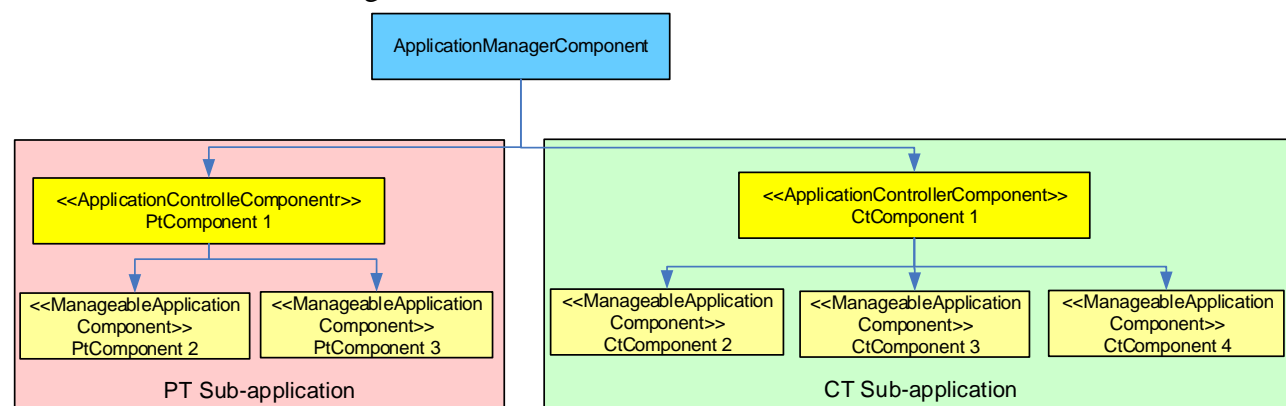 ApplicationManagerComponent
<<ApplicationControlleComponentr>>
PtComponent 1
<<ApplicationControllerComponent>>
CtComponent 1
<<ManageableApplication
Component>>
PtComponent 2
<<ManageableApplication
Component>>
PtComponent 3
<<ManageableApplication
Component>>
CtComponent 2
<<ManageableApplication
Component>>
CtComponent 3
<<ManageableApplication
Component>>
CtComponent 4
PT Sub-application
CT Sub-application